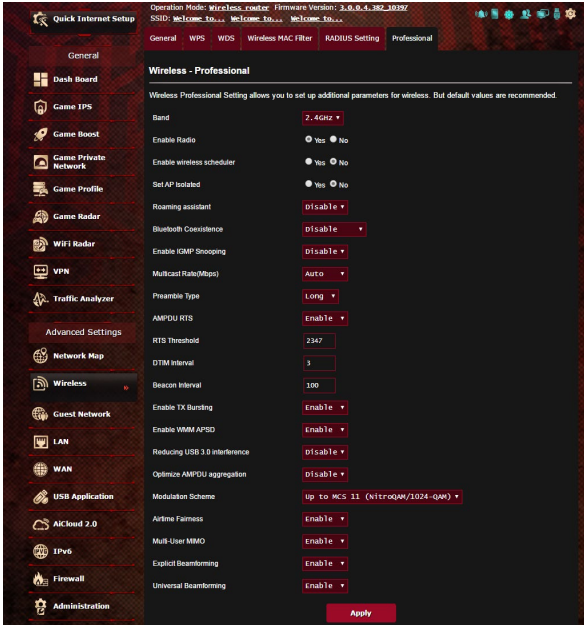 Quick Internet Setup
Operation Mode: Wireless router Firmware Version: 3.0.0.4.382_10397
SSID: Welcome to... Welcome to... Welcome to...
General WPS WDS Wireless MAC Filter RADIUS Setting Professional
General
Dash Board
Game IPS
Game Boost
Game Private
Network
Game Profile
Game Radar
WiFi Radar
VPN
Traffic Analyzer
Advanced Settings
Network Map
Wireless »
Guest Network
LAN
WAN
USB Application
AiCloud 2.0
IPv6
Firewall
Administration
Wireless - Professional
Wireless Professional Setting allows you to set up additional parameters for wireless. But default values are recommended.
Band 2.4GHz
Enable Radio Yes No
Enable wireless scheduler Yes No
Set AP Isolated Yes No
Roaming assistant Disable
Bluetooth Coexistence Disable
Enable IGMP Snooping Disable
Multicast Rate(Mbps) Auto
Preamble Type Long
AMPDU RTS Enable
RTS Threshold 2347
DTIM Interval 3
Beacon Interval 100
Enable TX Bursting Enable
Enable WMM APSD Enable
Reducing USB 3.0 interference Disable
Optimize AMPDU aggregation Disable
Modulation Scheme Up to MCS 11 (NitroQAM/1024-QAM)
Airtime Fairness Enable
Multi-User MIMO Enable
Explicit Beamforming Enable
Universal Beamforming Enable
Apply